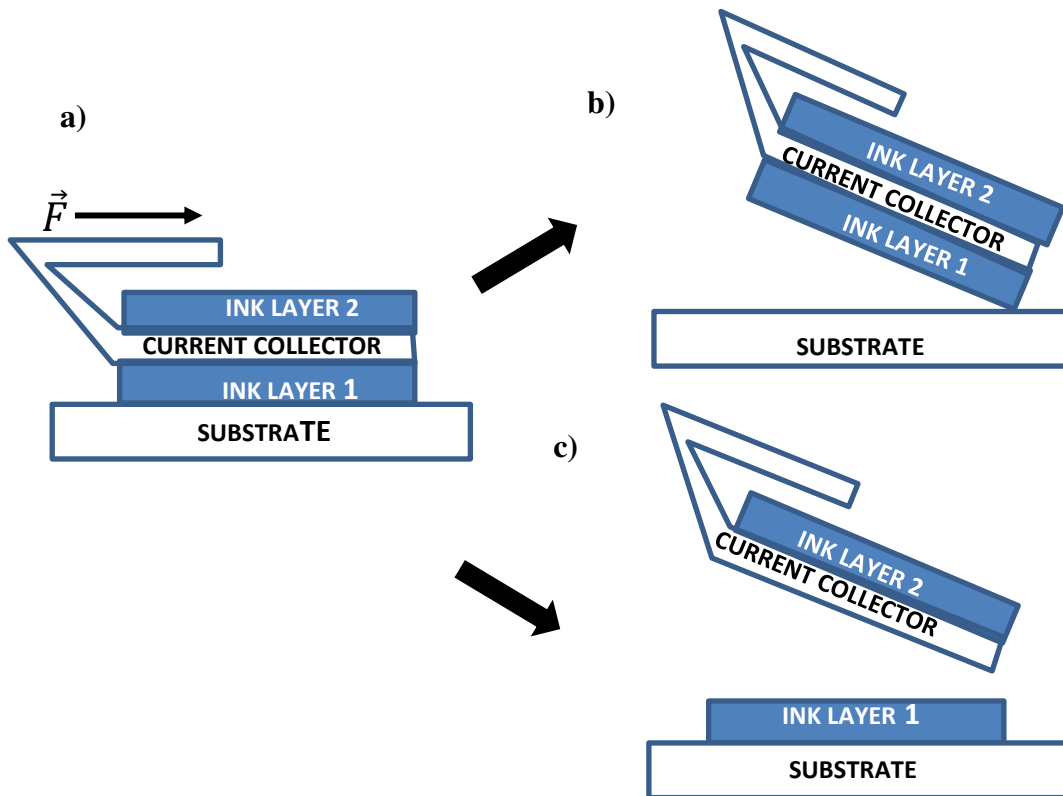 a)
F⃗
INK LAYER 2
CURRENT COLLECTOR
INK LAYER 1
SUBSTRATE
b)
INK LAYER 2
CURRENT COLLECTOR
INK LAYER 1
SUBSTRATE
c)
INK LAYER 2
CURRENT COLLECTOR
INK LAYER 1
SUBSTRATE